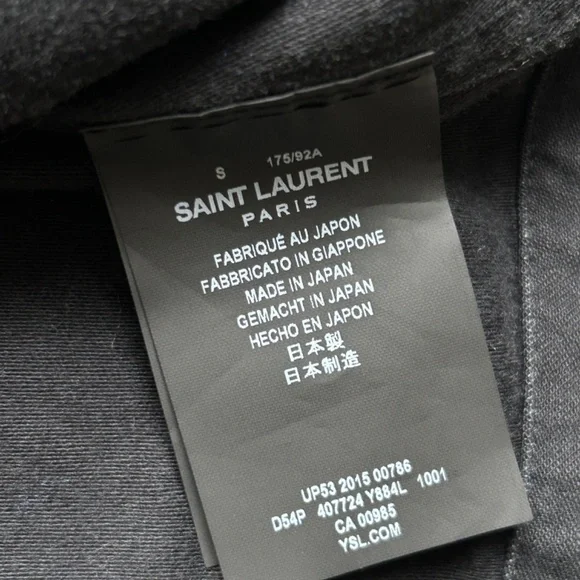 S 175/92A
SAINT LAURENT
PARIS
FABRIQUÉ AU JAPON
FABBRICATO IN GIAPPONE
MADE IN JAPAN
GEMACHT IN JAPAN
HECHO EN JAPON
日本製
日本制造
UP53 2015 00786
D54P 407724 Y884L 1001
CA 00985
YSL.COM